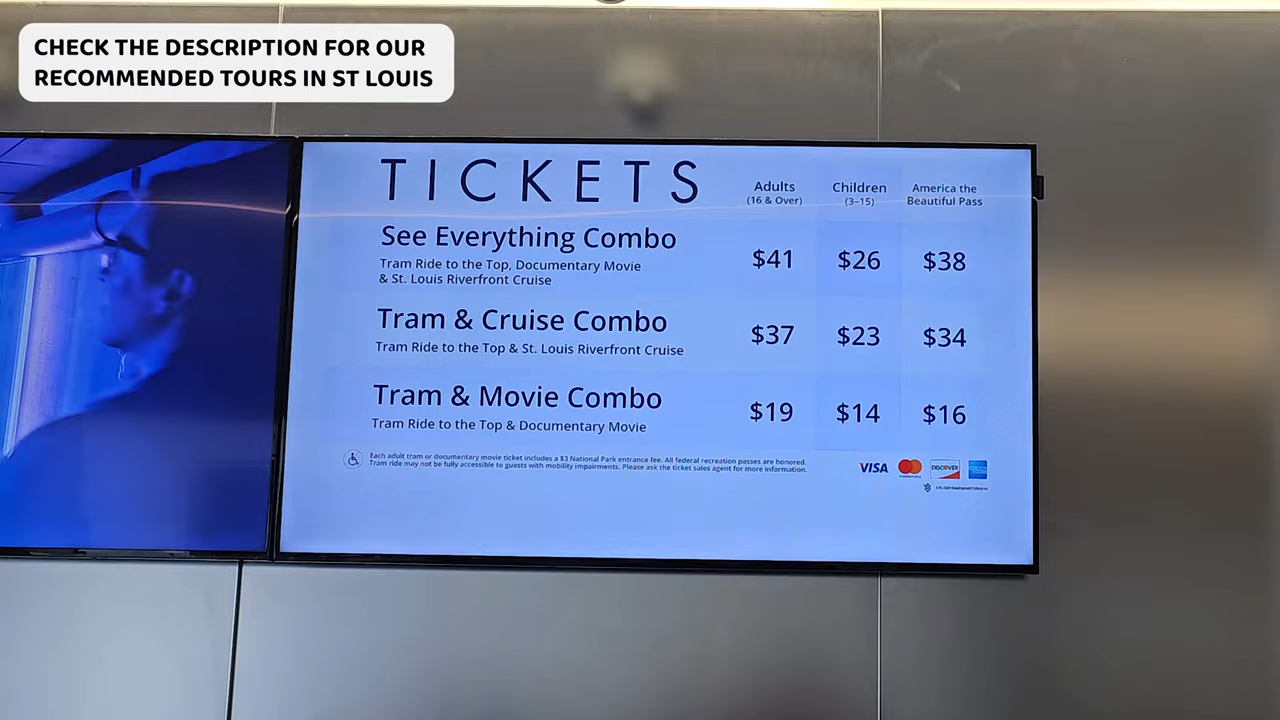 CHECK THE DESCRIPTION FOR OUR
RECOMMENDED TOURS IN ST LOUIS
TICKETS
Adults
(16 & Over)
Children
(3–15)
America the
Beautiful Pass
See Everything Combo
Tram Ride to the Top, Documentary Movie
& St. Louis Riverfront Cruise
$41 $26 $38
Tram & Cruise Combo
Tram Ride to the Top & St. Louis Riverfront Cruise
$37 $23 $34
Tram & Movie Combo
Tram Ride to the Top & Documentary Movie
$19 $14 $16
Each adult tram or documentary movie ticket includes a $3 National Park entrance fee. All federal recreation passes are honored.
Tram ride may not be fully accessible to guests with mobility impairments. Please ask the ticket sales agent for more information.
VISA
DISCOVER